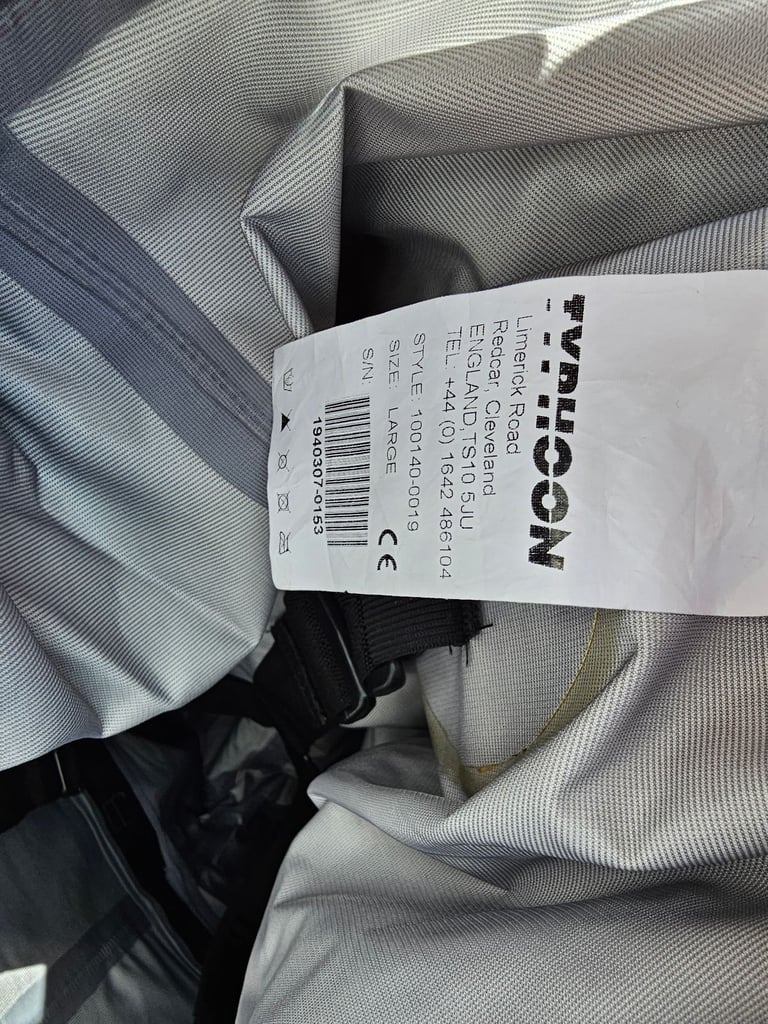 TYPHOON
Limerick Road
Redcar, Cleveland
ENGLAND,TS10 5JU
TEL: +44 (0) 1642 486104
STYLE: 100140-0019
SIZE: LARGE
CE
S/N:
1940307-0153